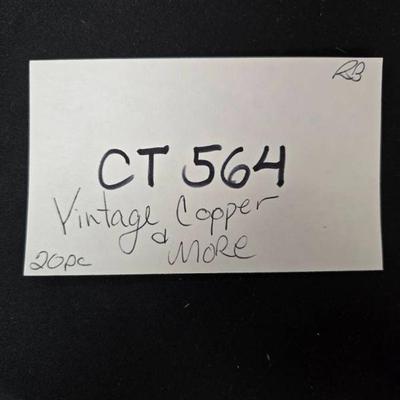 RB
CT 564
Vintage Copper
& MORE
20pc